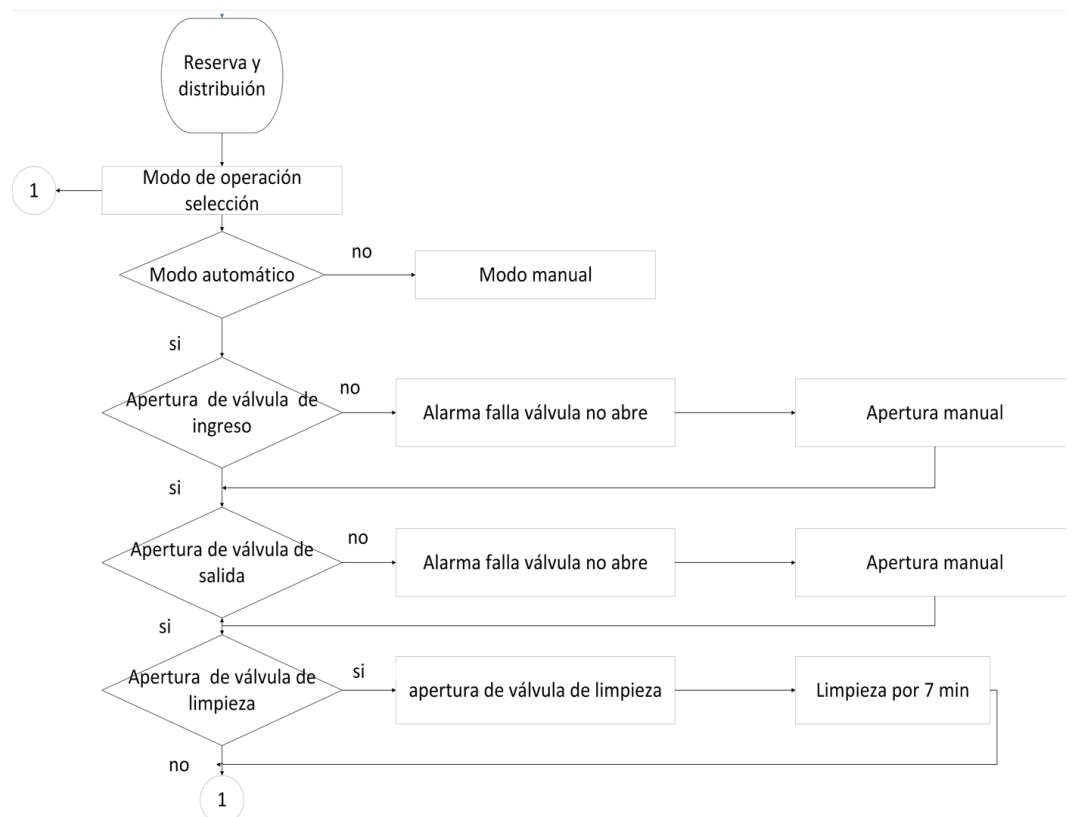 Reserva y
distribuión
1
Modo de operación
selección
Modo automático
no
Modo manual
si
Apertura de válvula de
ingreso
no
Alarma falla válvula no abre
Apertura manual
si
Apertura de válvula de
salida
no
Alarma falla válvula no abre
Apertura manual
si
Apertura de válvula de
limpieza
si
apertura de válvula de limpieza
Limpieza por 7 min
no
1